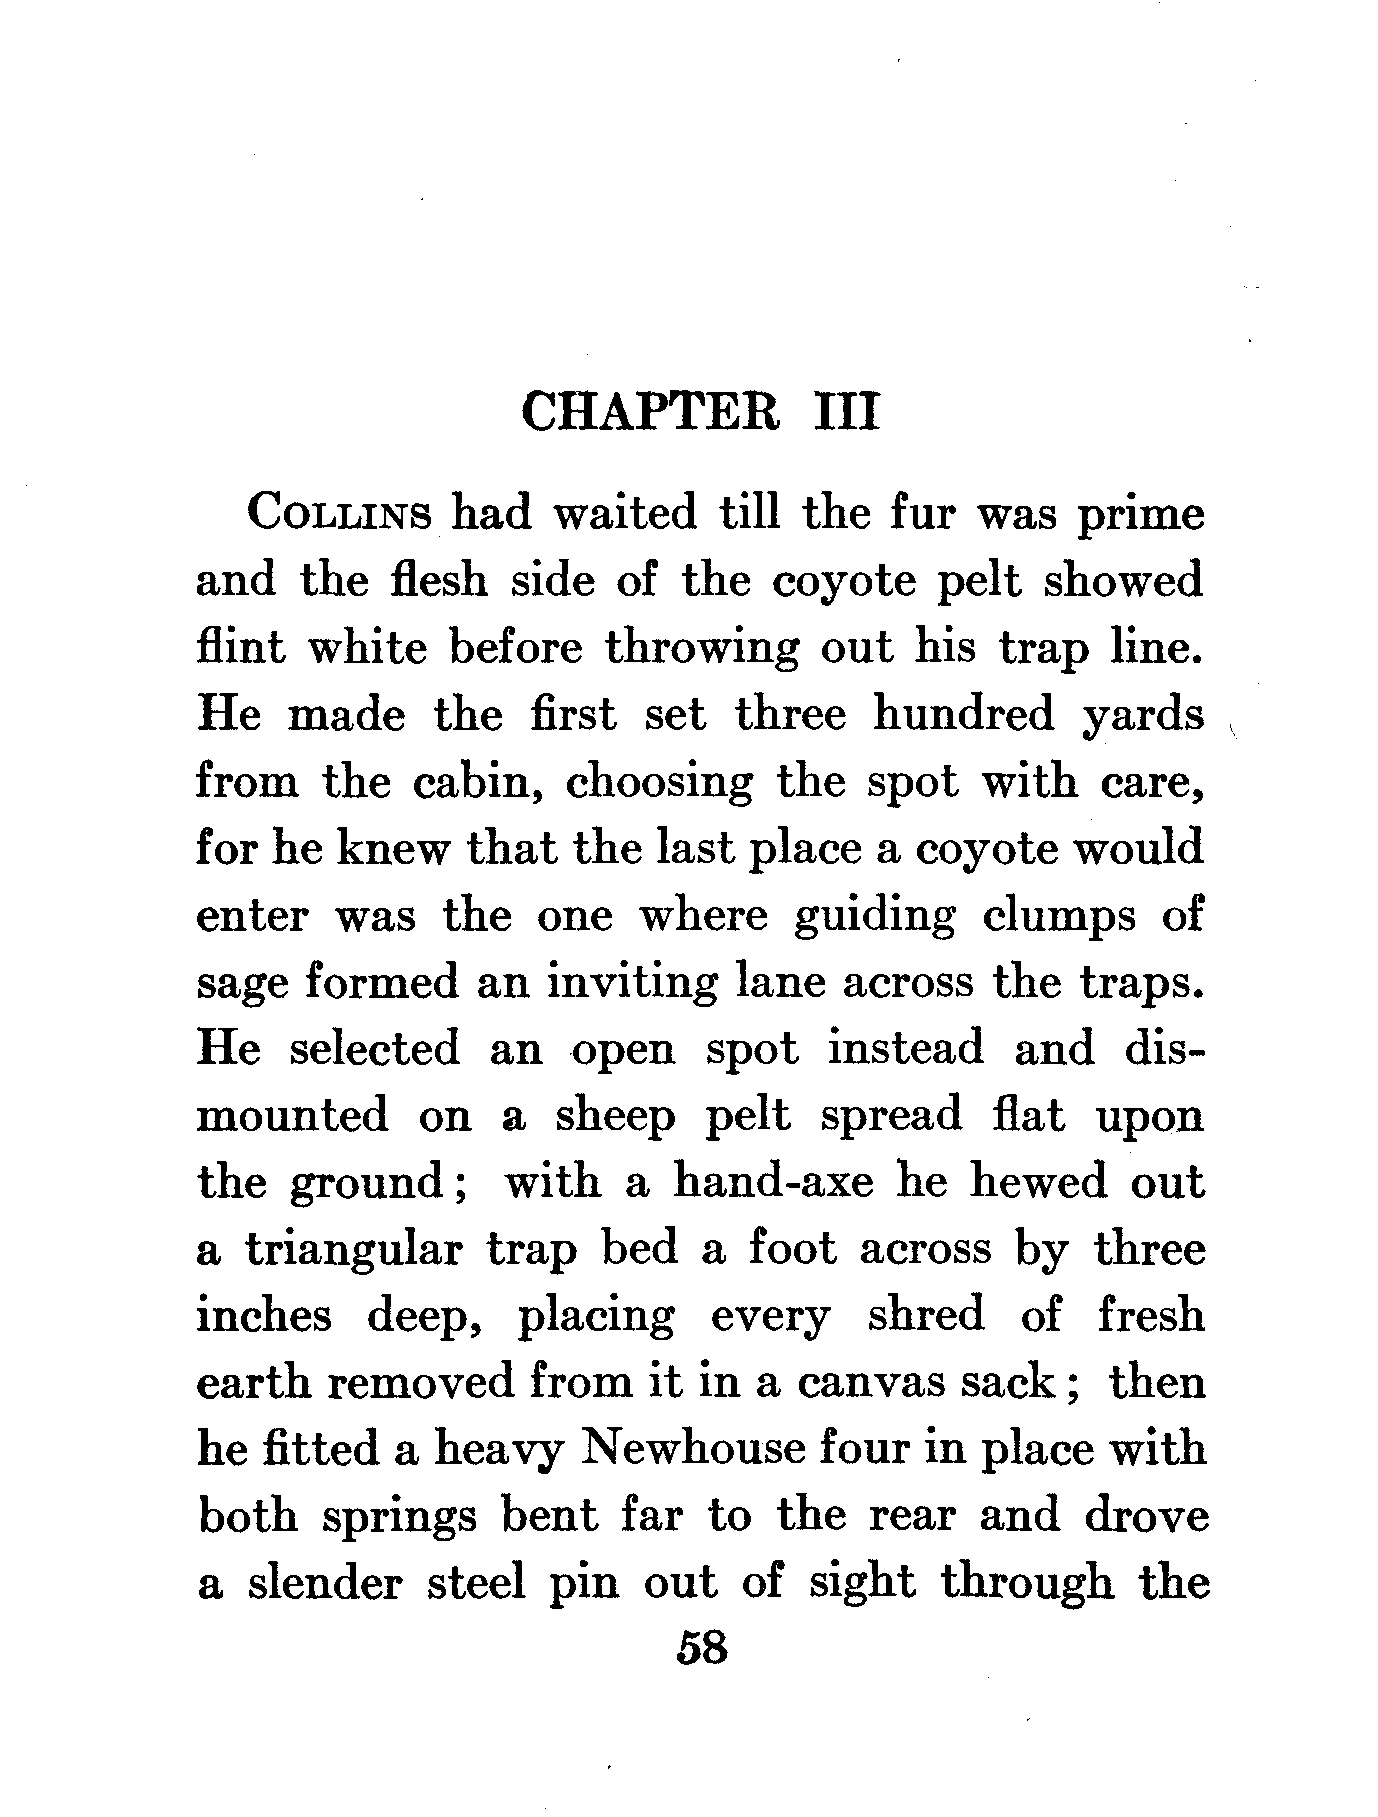 CHAPTER III
COLLINS had waited till the fur was prime
and the flesh side of the coyote pelt showed
flint white before throwing out his trap line.
He made the first set three hundred yards
from the cabin, choosing the spot with care,
for he knew that the last place a coyote would
enter was the one where guiding clumps of
sage formed an inviting lane across the traps.
He selected an open spot instead and dis-
mounted on a sheep pelt spread flat upon
the ground; with a hand-axe he hewed out
a triangular trap bed a foot across by three
inches deep, placing every shred of fresh
earth removed from it in a canvas sack; then
he fitted a heavy Newhouse four in place with
both springs bent far to the rear and drove
a slender steel pin out of sight through the
58